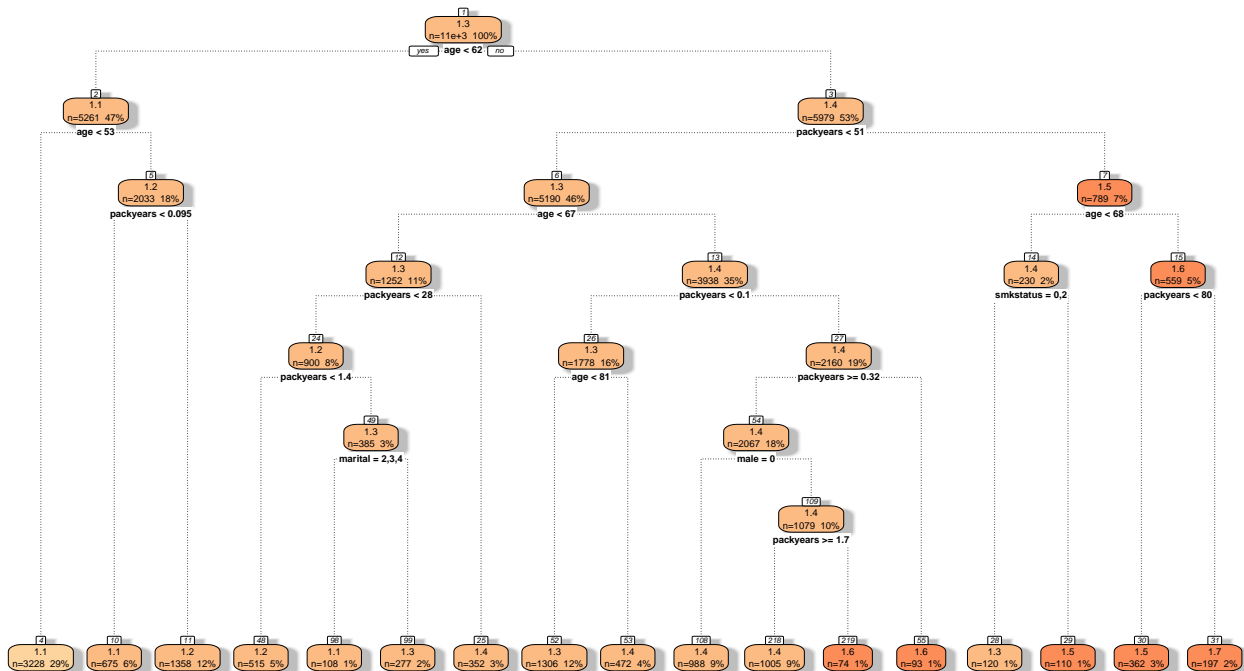 1
1.3
n=11e+3 100%
yes age < 62 no
2
1.1
n=5261 47%
age < 53
3
1.4
n=5979 53%
packyears < 51
5
1.2
n=2033 18%
packyears < 0.095
6
1.3
n=5190 46%
age < 67
7
1.5
n=789 7%
age < 68
12
1.3
n=1252 11%
packyears < 28
13
1.4
n=3938 35%
packyears < 0.1
14
1.4
n=230 2%
smkstatus = 0,2
15
1.6
n=559 5%
packyears < 80
24
1.2
n=900 8%
packyears < 1.4
26
1.3
n=1778 16%
age < 81
27
1.4
n=2160 19%
packyears >= 0.32
49
1.3
n=385 3%
marital = 2,3,4
54
1.4
n=2067 18%
male = 0
109
1.4
n=1079 10%
packyears >= 1.7
4
1.1
n=3228 29%
10
1.1
n=675 6%
11
1.2
n=1358 12%
48
1.2
n=515 5%
98
1.1
n=108 1%
99
1.3
n=277 2%
25
1.4
n=352 3%
52
1.3
n=1306 12%
53
1.4
n=472 4%
108
1.4
n=988 9%
218
1.4
n=1005 9%
219
1.6
n=74 1%
55
1.6
n=93 1%
28
1.3
n=120 1%
29
1.5
n=110 1%
30
1.5
n=362 3%
31
1.7
n=197 2%